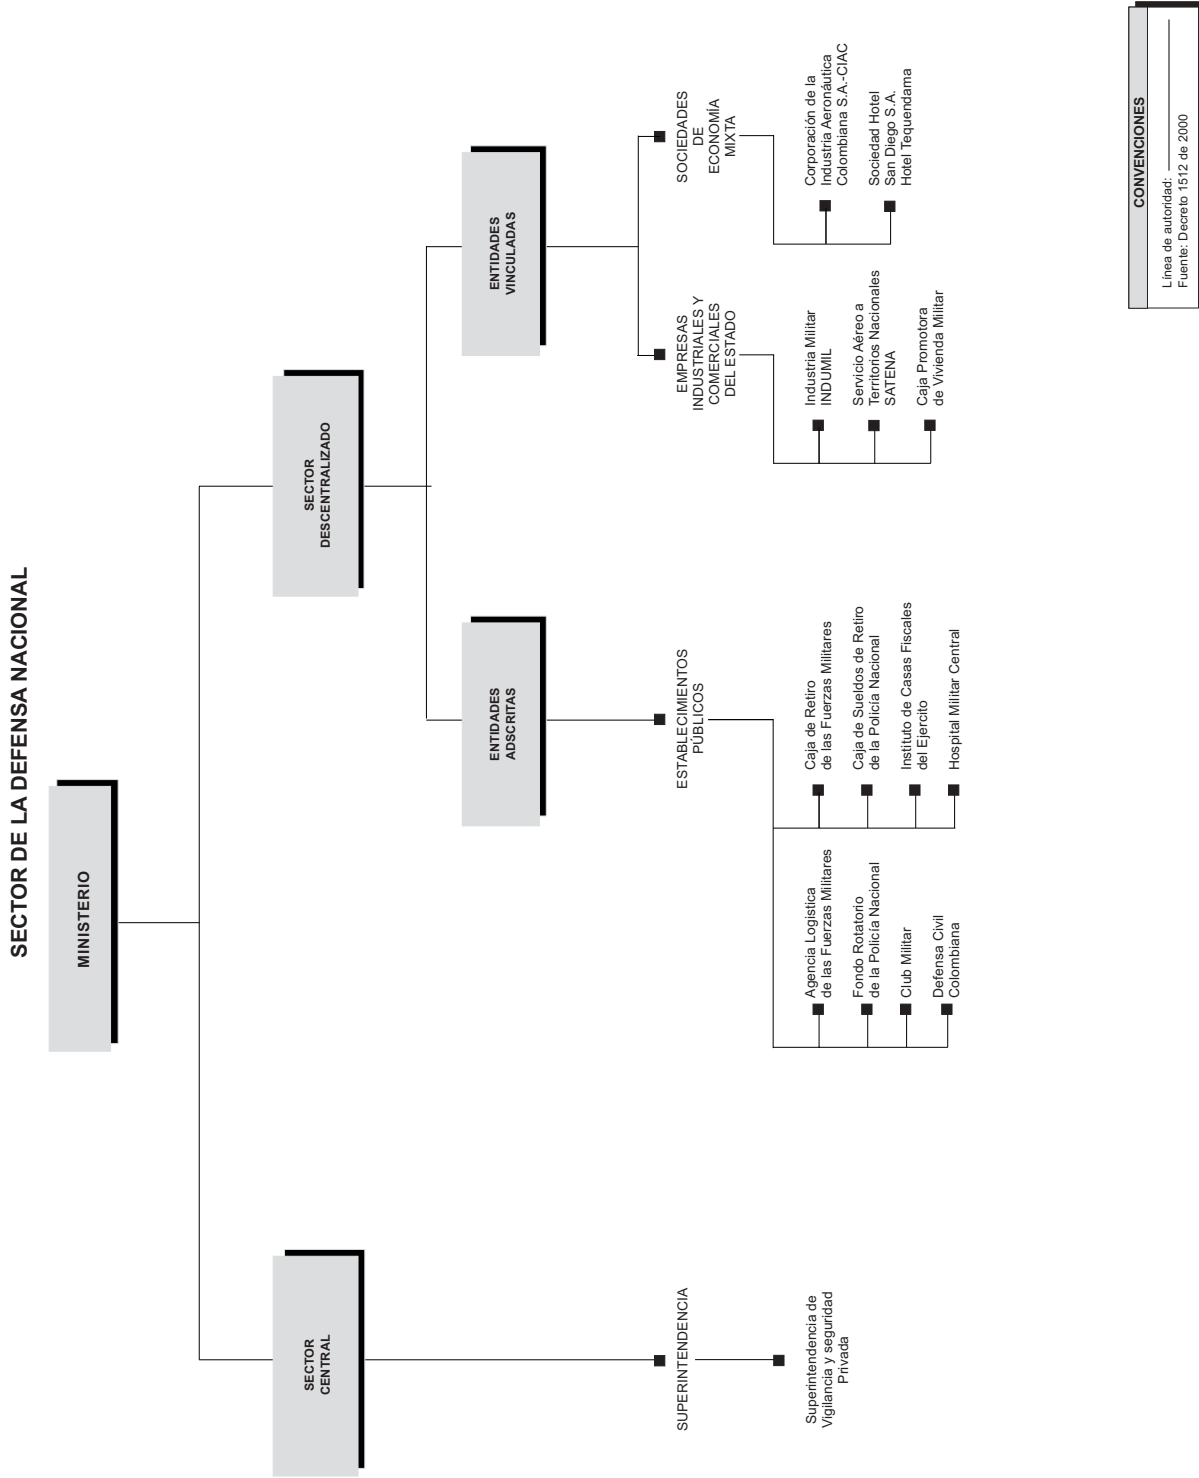 SECTOR DE LA DEFENSA NACIONAL
MINISTERIO
SECTOR
CENTRAL
SECTOR
DESCENTRALIZADO
ENTIDADES
ADSCRITAS
ENTIDADES
VINCULADAS
SUPERINTENDENCIA
Superintendencia de
Vigilancia y seguridad
Privada
ESTABLECIMIENTOS
PÚBLICOS
Agencia Logistica
de las Fuerzas Militares
Fondo Rotatorio
de la Policía Nacional
Club Militar
Defensa Civil
Colombiana
Caja de Retiro
de las Fuerzas Militares
Caja de Sueldos de Retiro
de la Policía Nacional
Instituto de Casas Fiscales
del Ejercito
Hospital Militar Central
EMPRESAS
INDUSTRIALES Y
COMERCIALES
DEL ESTADO
Industria Militar
INDUMIL
Servicio Aéreo a
Territorios Nacionales
SATENA
Caja Promotora
de Vivienda Militar
SOCIEDADES
DE
ECONOMÍA
MIXTA
Corporación de la
Industria Aeronáutica
Colombiana S.A.-CIAC
Sociedad Hotel
San Diego S.A.
Hotel Tequendama
CONVENCIONES
Línea de autoridad:
Fuente: Decreto 1512 de 2000